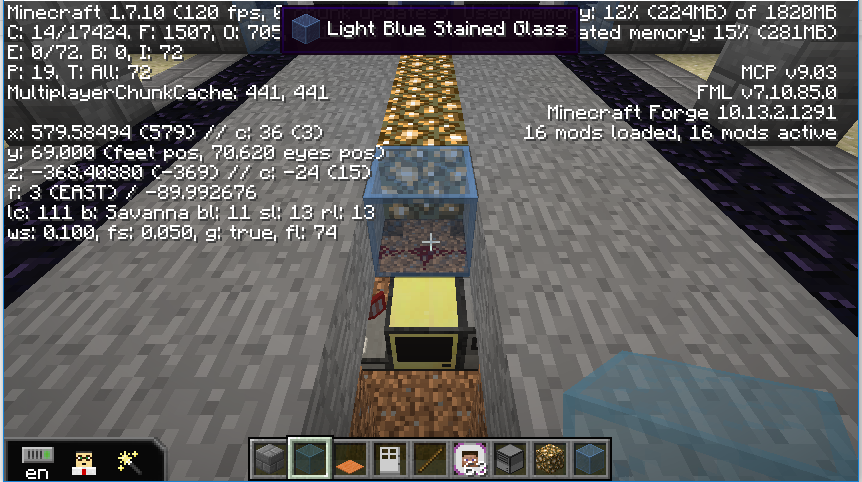 Minecraft 1.7.10 (120 fps, 0
memory: 12% (224MB) of 1820MB
Light Blue Stained Glass
C: 14/17424. F: 1507, O: 705
ated memory: 15% (281MB)
E: 0/72. B: 0, I: 72
P: 19. T: All: 72
MCP v9.03
MultiplayerChunkCache: 441, 441
FML v7.10.85.0
Minecraft Forge 10.13.2.1291
x: 579.58494 (579) // c: 36 (3)
16 mods loaded, 16 mods active
y: 69.000 (feet pos, 70.620 eyes pos)
z: -368.40880 (-369) // c: -24 (15)
f: 3 (EAST) / -89.992676
lc: 111 b: Savanna bl: 11 sl: 13 rl: 13
ws: 0.100, fs: 0.050, g: true, fl: 74
en